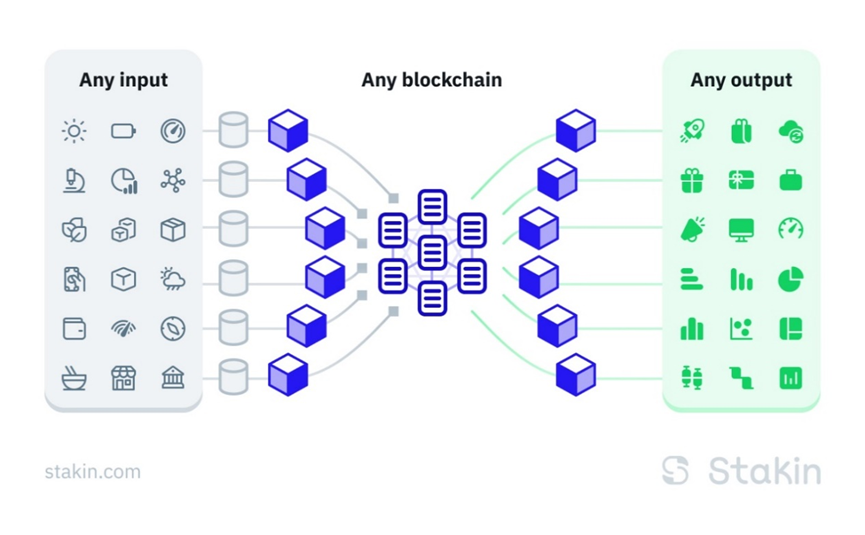 Any input
Any blockchain
Any output
stakin.com
Stakin